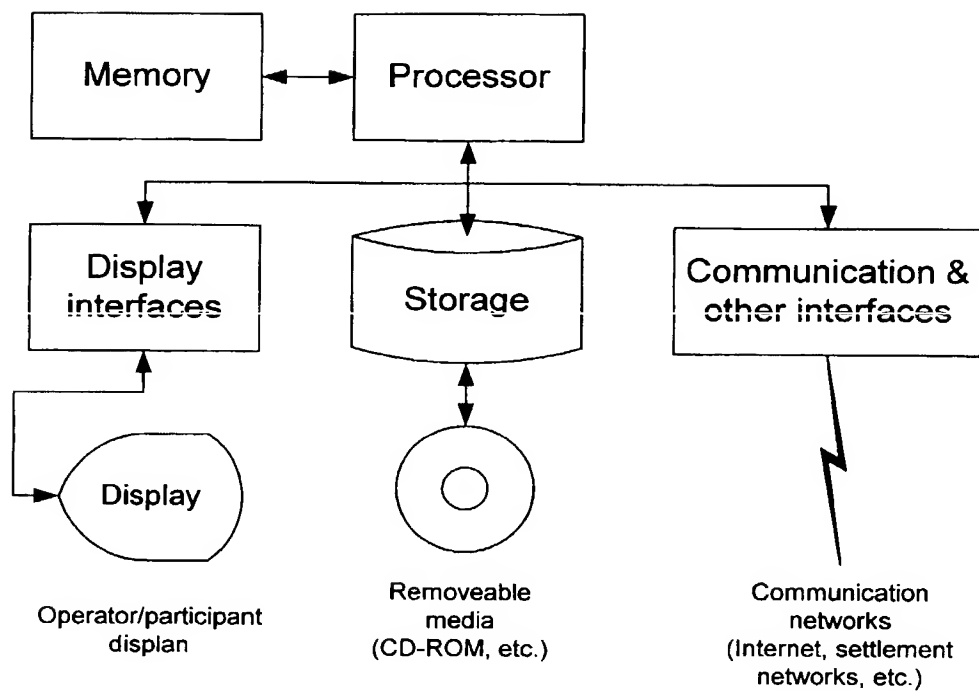 Memory
Processor
Display
interfaces
Storage
Communication &
other interfaces
Display
Operator/participant
displan
Removeable
media
(CD-ROM, etc.)
Communication
networks
(Internet, settlement
networks, etc.)